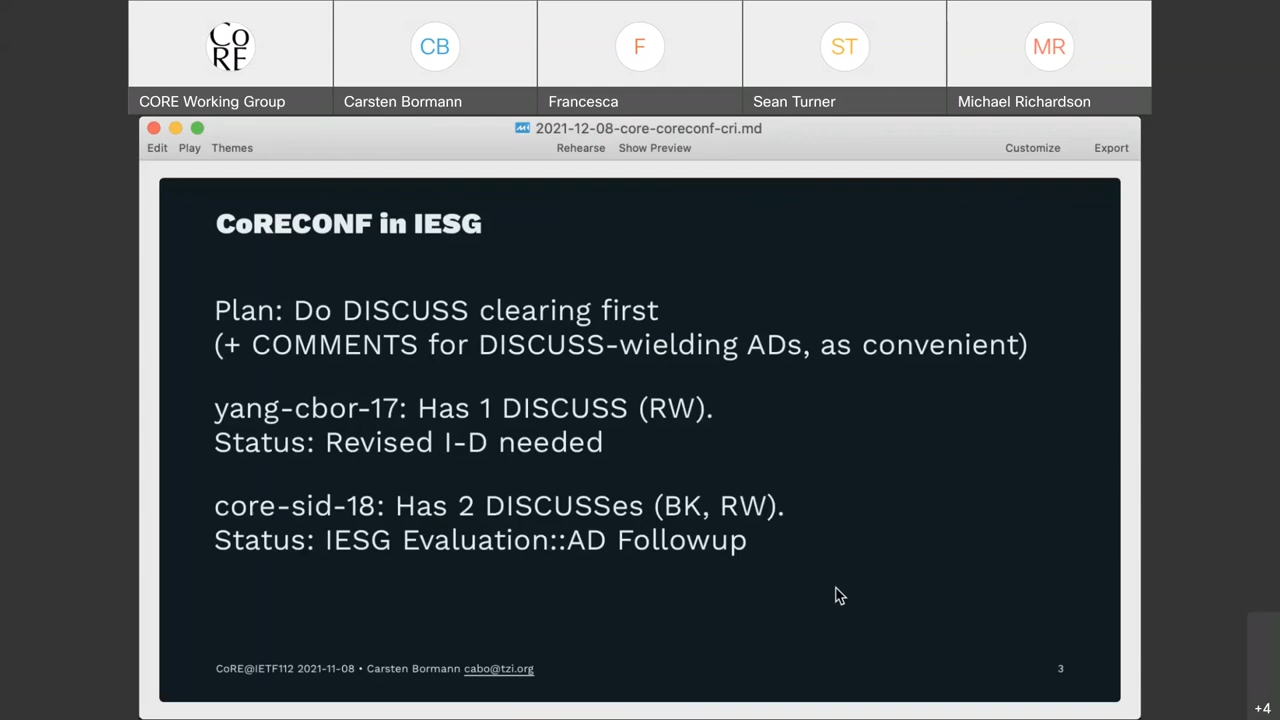 CO
RE
CB
F
ST
MR
CORE Working Group
Carsten Bormann
Francesca
Sean Turner
Michael Richardson
2021-12-08-core-coreconf-cri.md
Edit Play Themes Rehearse Show Preview Customize Export
CoRECONF in IESG
Plan: Do DISCUSS clearing first
(+ COMMENTS for DISCUSS-wielding ADs, as convenient)
yang-cbor-17: Has 1 DISCUSS (RW).
Status: Revised I-D needed
core-sid-18: Has 2 DISCUSSes (BK, RW).
Status: IESG Evaluation::AD Followup
CoRE@IETF112 2021-11-08 • Carsten Bormann cabo@tzi.org 3
+4